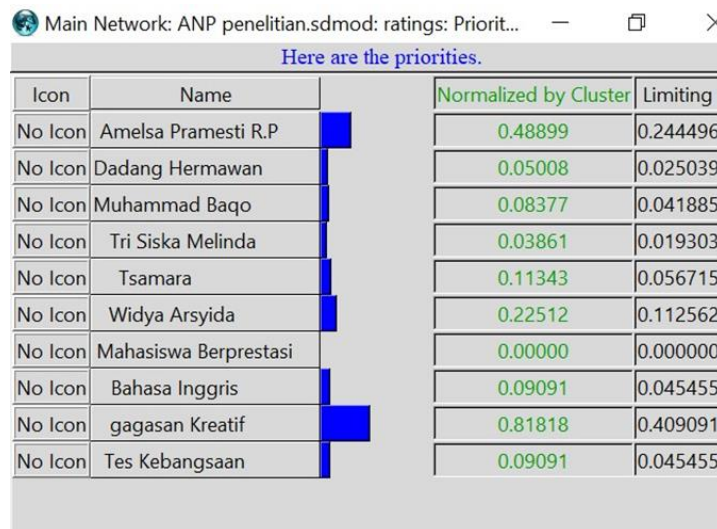 Main Network: ANP penelitian.sdmod: ratings: Priorit...
Here are the priorities.
Icon Name Normalized by Cluster Limiting
No Icon Amelsa Pramesti R.P 0.48899 0.244496
No Icon Dadang Hermawan 0.05008 0.025039
No Icon Muhammad Baqo 0.08377 0.041885
No Icon Tri Siska Melinda 0.03861 0.019303
No Icon Tsamara 0.11343 0.056715
No Icon Widya Arsyida 0.22512 0.112562
No Icon Mahasiswa Berprestasi 0.00000 0.000000
No Icon Bahasa Inggris 0.09091 0.045455
No Icon gagasan Kreatif 0.81818 0.409091
No Icon Tes Kebangsaan 0.09091 0.045455